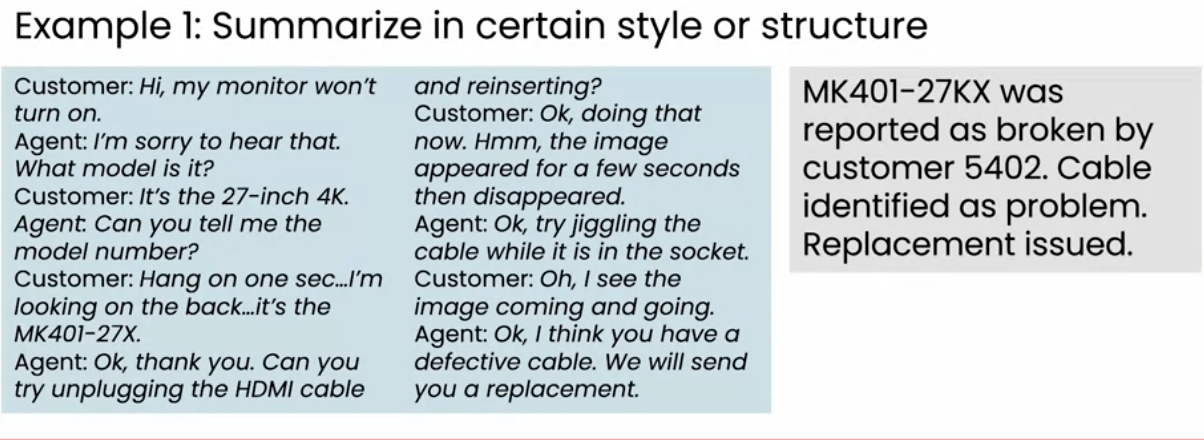 Example 1: Summarize in certain style or structure
Customer: Hi, my monitor won't
turn on.
Agent: I'm sorry to hear that.
What model is it?
Customer: It's the 27-inch 4K.
Agent: Can you tell me the
model number?
Customer: Hang on one sec...I'm
looking on the back...it's the
MK401-27X.
Agent: Ok, thank you. Can you
try unplugging the HDMI cable
and reinserting?
Customer: Ok, doing that
now. Hmm, the image
appeared for a few seconds
then disappeared.
Agent: Ok, try jiggling the
cable while it is in the socket.
Customer: Oh, I see the
image coming and going.
Agent: Ok, I think you have a
defective cable. We will send
you a replacement.
MK401-27KX was
reported as broken by
customer 5402. Cable
identified as problem.
Replacement issued.